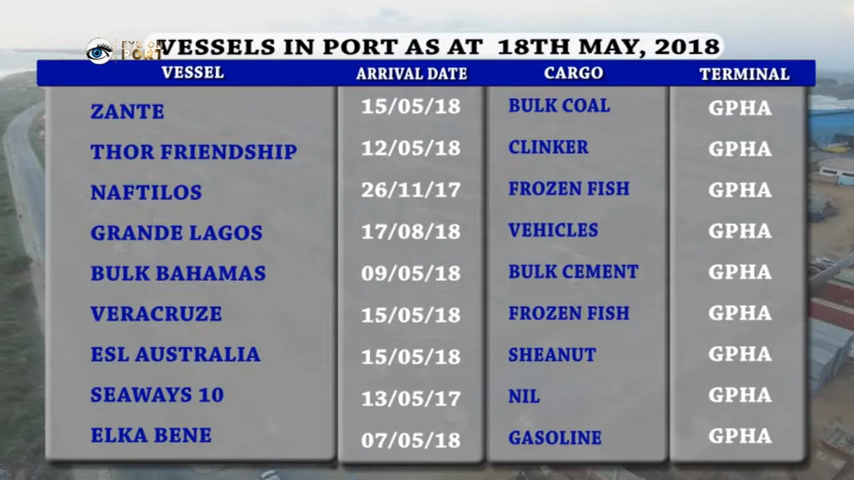 EYE ON PORT
VESSELS IN PORT AS AT 18TH MAY, 2018
VESSEL ARRIVAL DATE CARGO TERMINAL
ZANTE 15/05/18 BULK COAL GPHA
THOR FRIENDSHIP 12/05/18 CLINKER GPHA
NAFTILOS 26/11/17 FROZEN FISH GPHA
GRANDE LAGOS 17/08/18 VEHICLES GPHA
BULK BAHAMAS 09/05/18 BULK CEMENT GPHA
VERACRUZE 15/05/18 FROZEN FISH GPHA
ESL AUSTRALIA 15/05/18 SHEANUT GPHA
SEAWAYS 10 13/05/17 NIL GPHA
ELKA BENE 07/05/18 GASOLINE GPHA